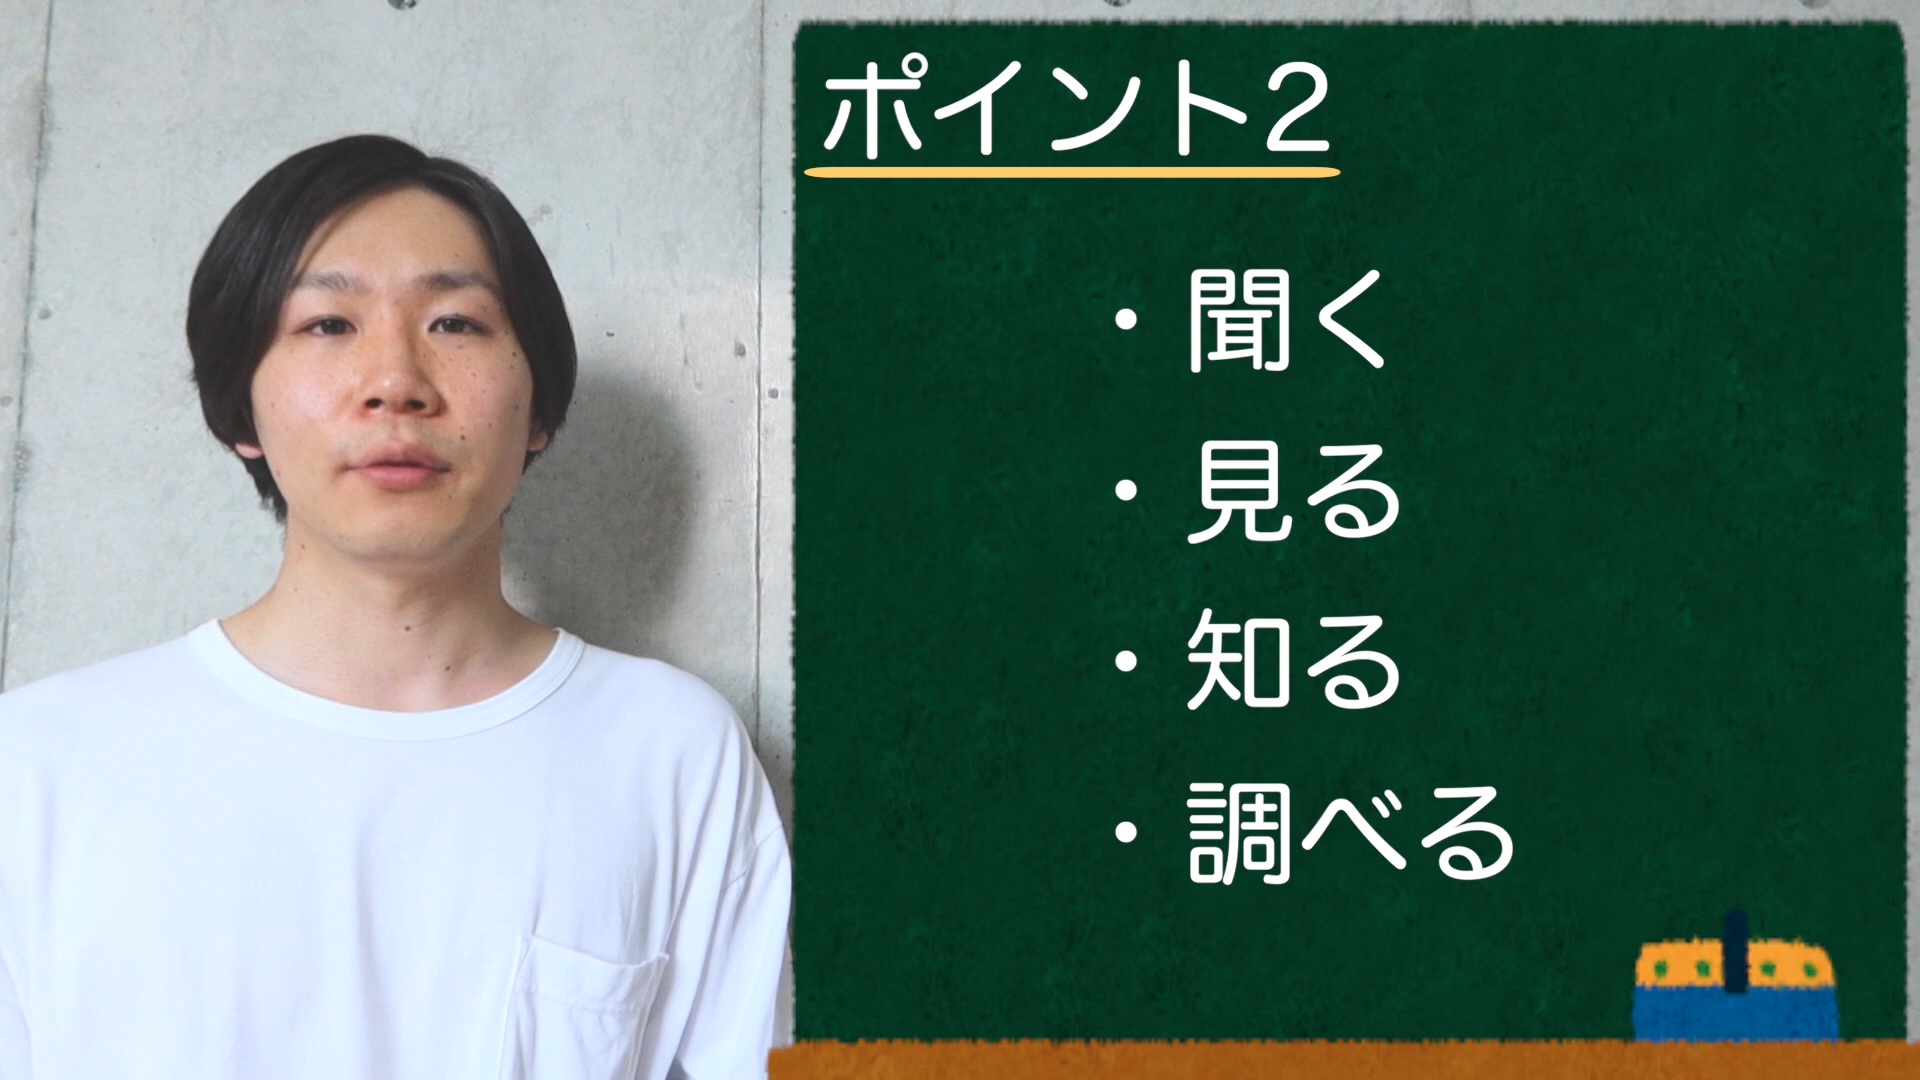 ポイント2
・聞く
・見る
・知る
・調べる